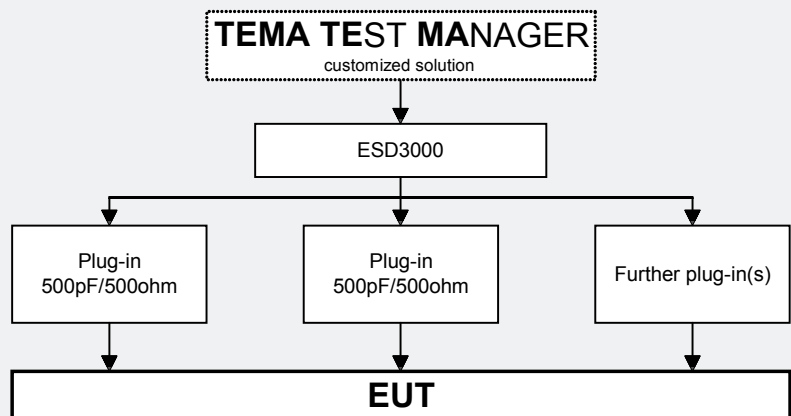 TEMA TEST MANAGER
customized solution
ESD3000
Plug-in
500pF/500ohm
Plug-in
500pF/500ohm
Further plug-in(s)
EUT